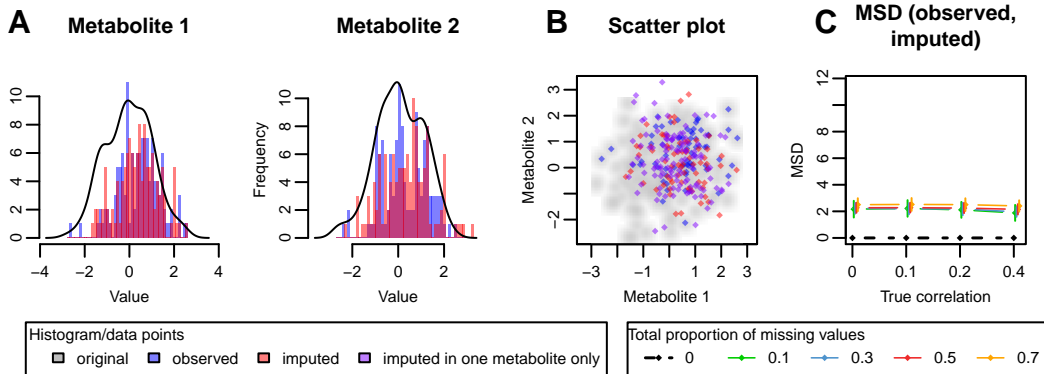 A
Metabolite 1
Metabolite 2
B
Scatter plot
C
MSD (observed,
imputed)
0 2 4 6 8 10
−4 −2 0 2 4
Value
Frequency
0 2 4 6 8 10
−2 0 2
Value
Metabolite 2
−2 0 1 2 3
−3 −1 0 1 2 3
Metabolite 1
MSD
0 2 4 6 8 12
0 0.1 0.2 0.4
True correlation
Histogram/data points
original observed imputed imputed in one metabolite only
Total proportion of missing values
0 0.1 0.3 0.5 0.7